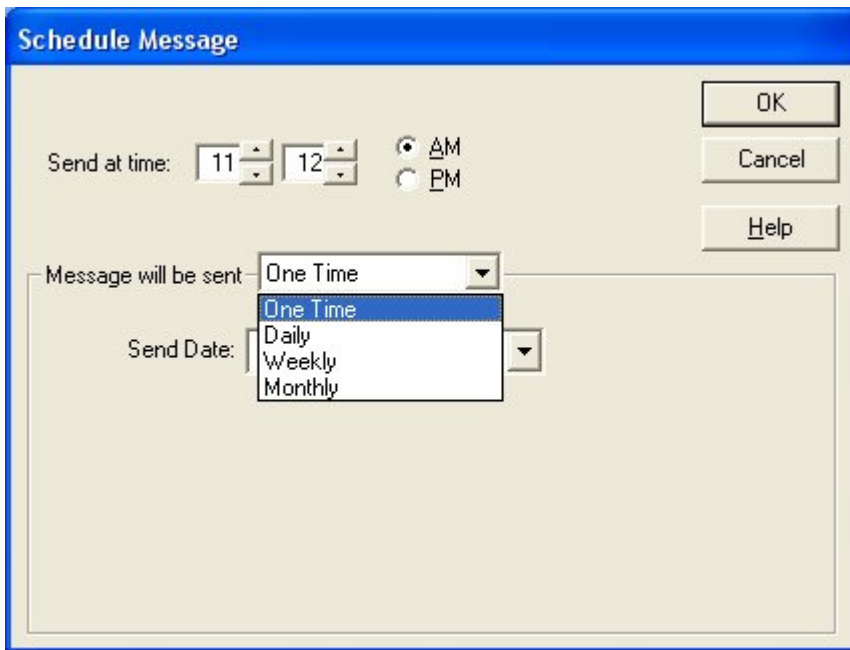 Schedule Message
OK
Send at time: 11 12 AM
PM
Cancel
Help
Message will be sent One Time
One Time
Daily
Send Date:
Weekly
Monthly